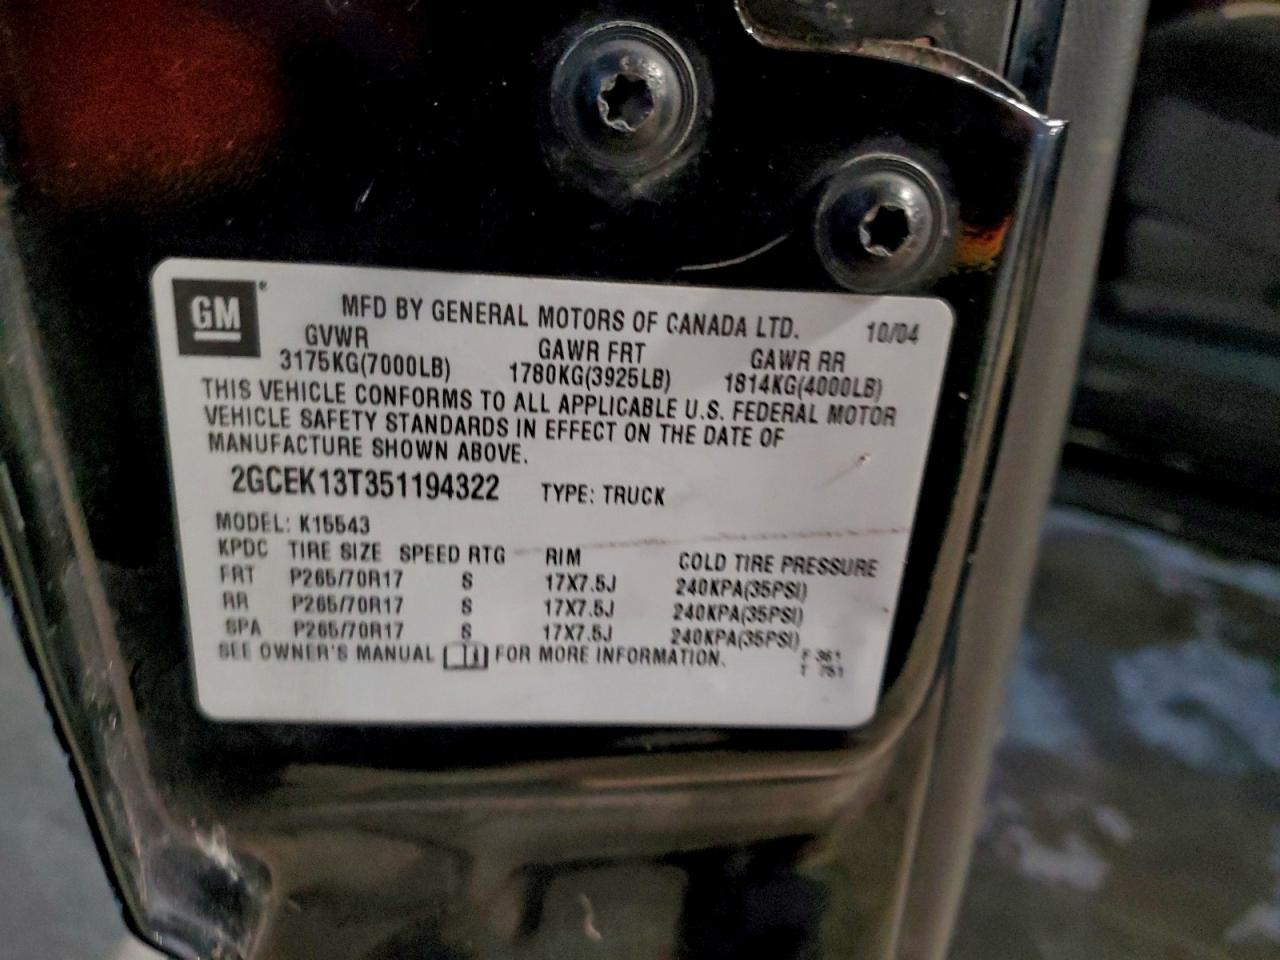 GM®
MFD BY GENERAL MOTORS OF CANADA LTD. 10/04
GVWR GAWR FRT GAWR RR
3175KG(7000LB) 1780KG(3925LB) 1814KG(4000LB)
THIS VEHICLE CONFORMS TO ALL APPLICABLE U.S. FEDERAL MOTOR
VEHICLE SAFETY STANDARDS IN EFFECT ON THE DATE OF
MANUFACTURE SHOWN ABOVE.
2GCEK13T351194322 TYPE: TRUCK
MODEL: K15543
KPDC TIRE SIZE SPEED RTG RIM COLD TIRE PRESSURE
FRT P265/70R17 S 17X7.5J 240KPA(35PSI)
RR P265/70R17 S 17X7.5J 240KPA(35PSI)
SPA P265/70R17 S 17X7.5J 240KPA(35PSI)
SEE OWNER'S MANUAL FOR MORE INFORMATION.
F 361
T 751